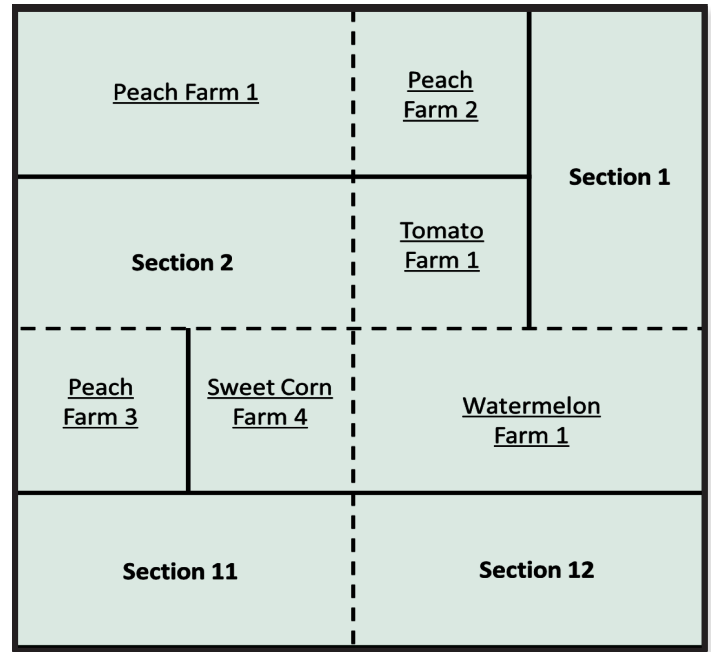 Peach Farm 1
Peach
Farm 2
Section 1
Section 2
Tomato
Farm 1
Peach
Farm 3
Sweet Corn
Farm 4
Watermelon
Farm 1
Section 11
Section 12